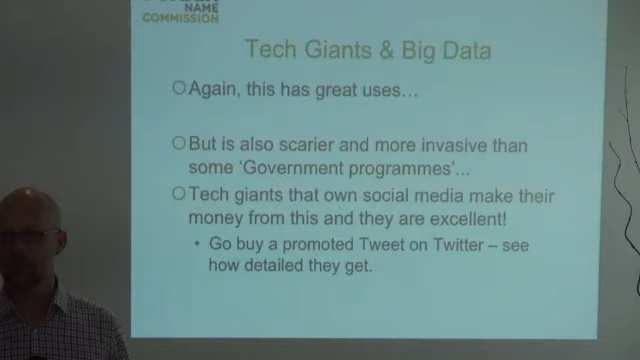 NAME
COMMISSION
Tech Giants & Big Data
Again, this has great uses…
But is also scarier and more invasive than
some ‘Government programmes’...
Tech giants that own social media make their
money from this and they are excellent!
• Go buy a promoted Tweet on Twitter – see
how detailed they get.